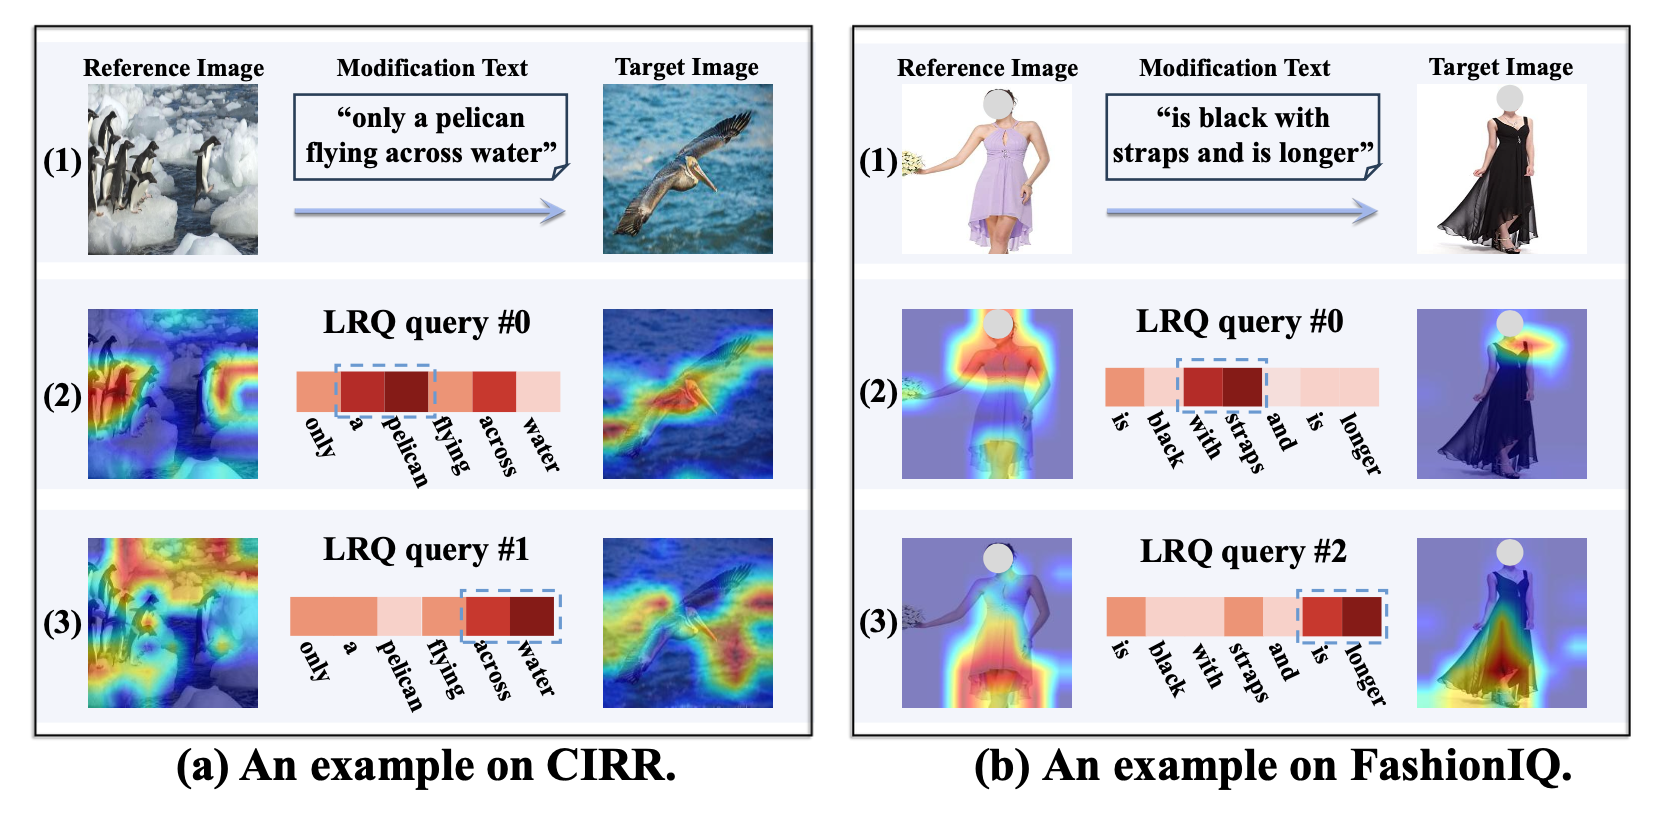 Reference Image
Modification Text
Target Image
(1)
“only a pelican
flying across water”
(2)
LRQ query #0
only a pelican flying across water
(3)
LRQ query #1
only a pelican flying across water
(a) An example on CIRR.
Reference Image
Modification Text
Target Image
(1)
“is black with
straps and is longer”
(2)
LRQ query #0
is black with straps and is longer
(3)
LRQ query #2
is black with straps and is longer
(b) An example on FashionIQ.